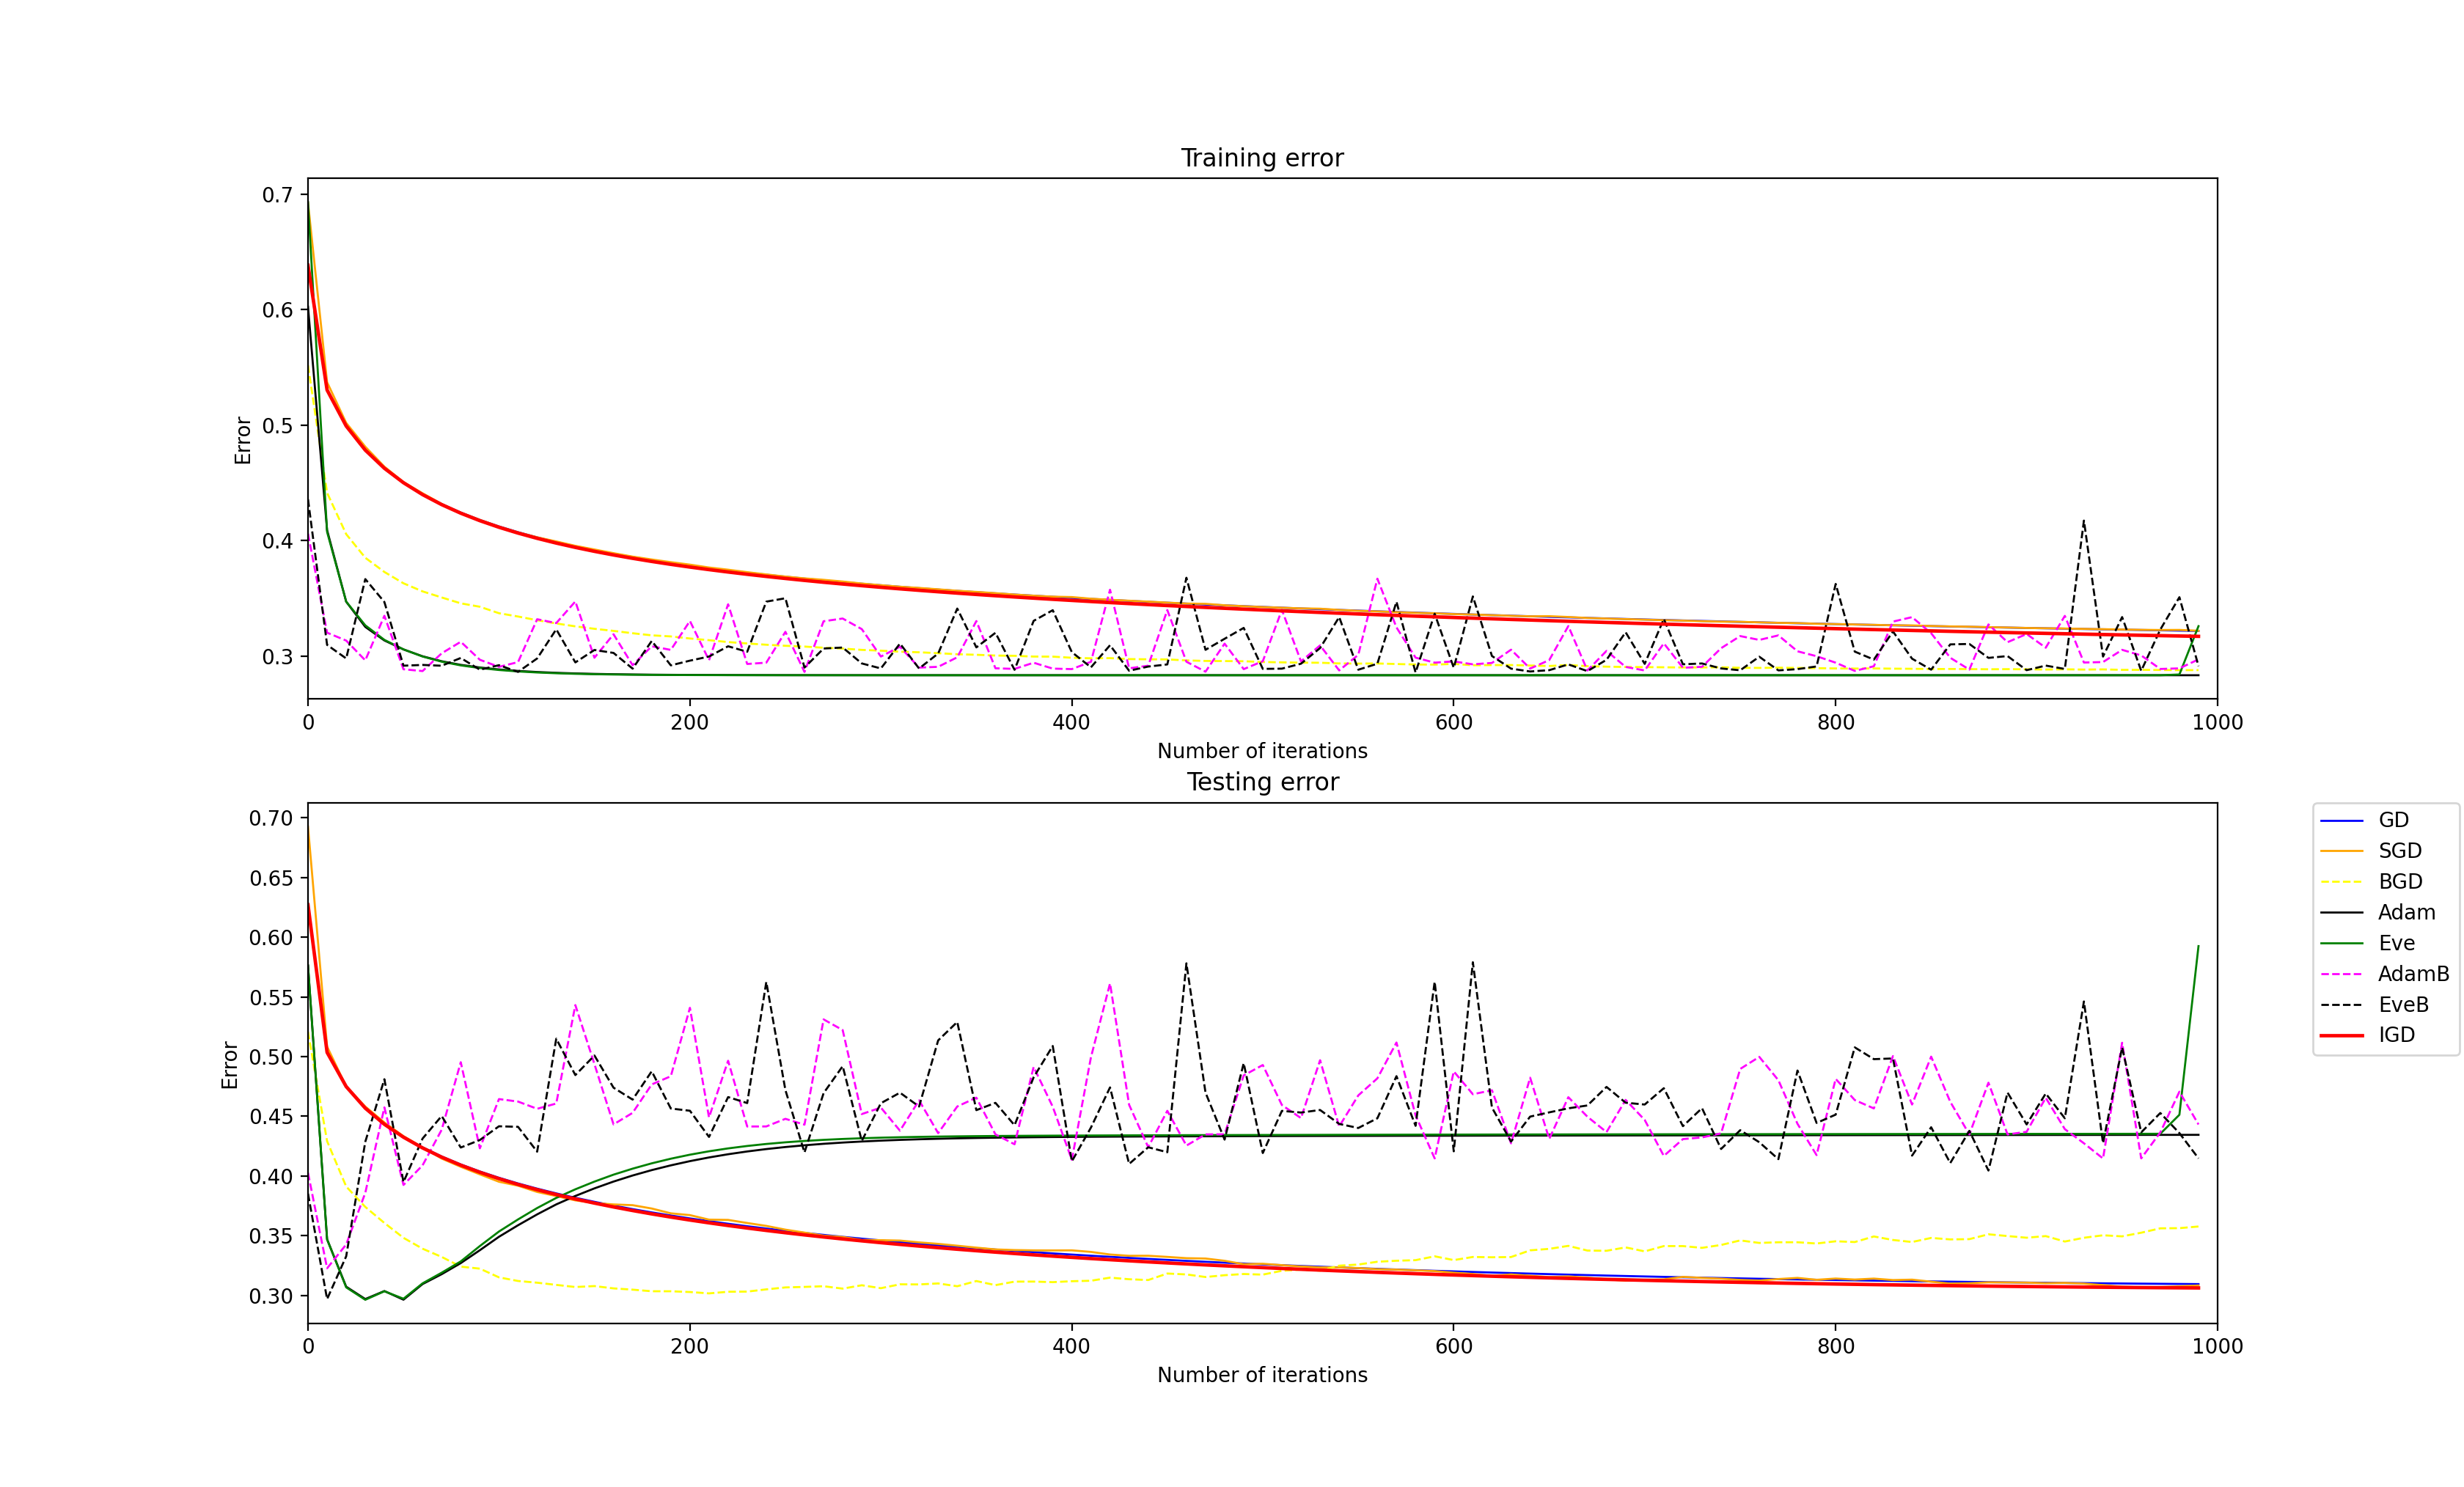 Training error
0.7
0.6
0.5
0.4
0.3
Error
0 200 400 600 800 1000
Number of iterations
Testing error
0.70
0.65
0.60
0.55
0.50
0.45
0.40
0.35
0.30
Error
0 200 400 600 800 1000
Number of iterations
GD
SGD
BGD
Adam
Eve
AdamB
EveB
IGD